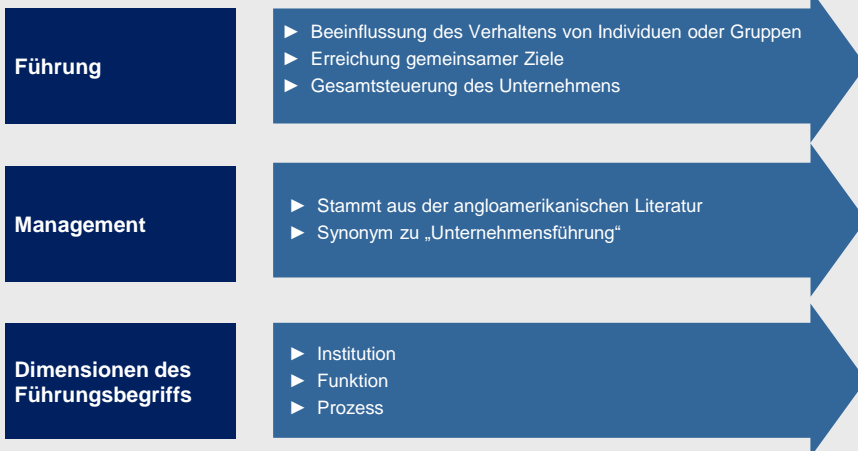 Führung
► Beeinflussung des Verhaltens von Individuen oder Gruppen
► Erreichung gemeinsamer Ziele
► Gesamtsteuerung des Unternehmens
Management
► Stammt aus der angloamerikanischen Literatur
► Synonym zu „Unternehmensführung“
Dimensionen des
Führungsbegriffs
► Institution
► Funktion
► Prozess